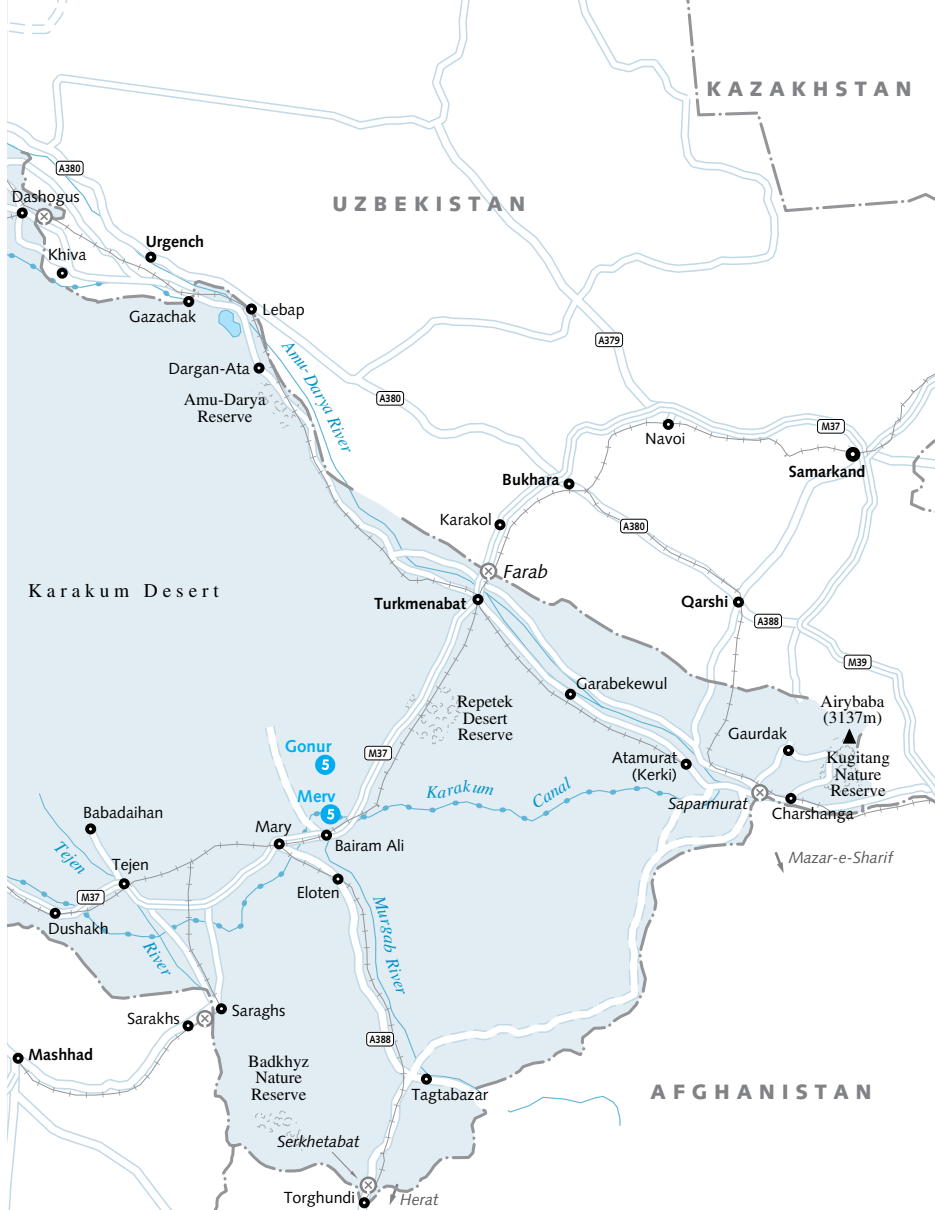 KAZAKHSTAN
A380
Dashogus
UZBEKISTAN
Urgench
Khiva
Gazachak
Lebap
A379
Amu-Darya River
Dargan-Ata
Amu-Darya
Reserve
A380
M37
Navoi
Samarkand
Bukhara
Karakol
A380
Farab
Karakum Desert
Turkmenabat
Qarshi
A388
M39
Garabekewul
Airybaba
(3137m)
Repetek
Desert
Reserve
Gaurdak
Gonur
5
M37
Atamurat
(Kerki)
Kugitang
Nature
Reserve
Merv
5
Karakum Canal
Saparmurat
Charshanga
Babadaihan
Mary
Bairam Ali
Mazar-e-Sharif
Tejen
Tejen
Eloten
M37
Dushakh
Murgab River
River
Saraghs
Sarakhs
A388
Mashhad
Badkhyz
Nature
Reserve
Tagtabazar
AFGHANISTAN
Serkhetabat
Torghundi
Herat